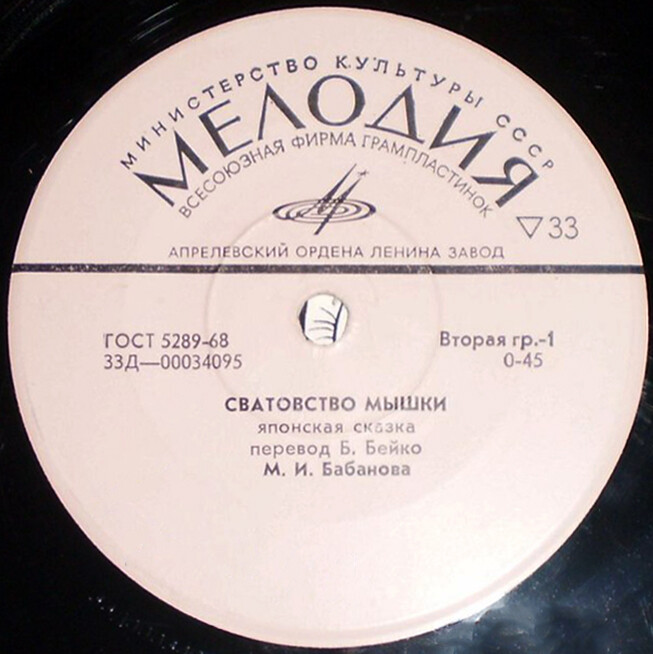 МИНИСТЕРСТВО КУЛЬТУРЫ СССР
МЕЛОДИЯ
ВСЕСОЮЗНАЯ ФИРМА ГРАМПЛАСТИНОК
▽33
АПРЕЛЕВСКИЙ ОРДЕНА ЛЕНИНА ЗАВОД
ГОСТ 5289-68
33Д—00034095
Вторая гр.-1
0-45
СВАТОВСТВО МЫШКИ
японская сказка
перевод Б. Бейко
М. И. Бабанова